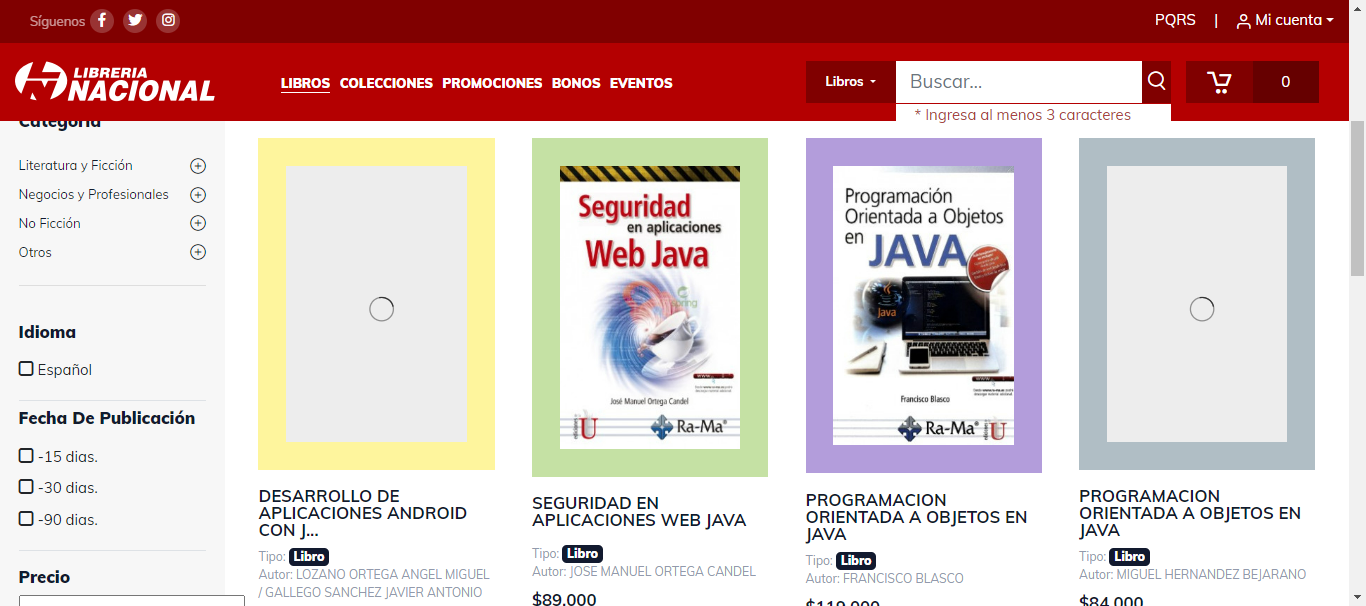 Síguenos
PQRS | Mi cuenta
LIBRERIA
NACIONAL
LIBROS COLECCIONES PROMOCIONES BONOS EVENTOS
Libros
Buscar...
0
* Ingresa al menos 3 caracteres
Categoría
Literatura y Ficción
Negocios y Profesionales
No Ficción
Otros
Idioma
Español
Fecha De Publicación
-15 dias.
-30 dias.
-90 dias.
Precio
DESARROLLO DE
APLICACIONES ANDROID
CON J...
Tipo: Libro
Autor: LOZANO ORTEGA ANGEL MIGUEL
/ GALLEGO SANCHEZ JAVIER ANTONIO
Seguridad
en aplicaciones
Web Java
José Manuel Ortega Candel
U
Ra-Ma®
SEGURIDAD EN
APLICACIONES WEB JAVA
Tipo: Libro
Autor: JOSE MANUEL ORTEGA CANDEL
$89.000
Programación
Orientada a Objetos
en JAVA
Java
Francisco Blasco
Ra-Ma®
U
PROGRAMACION
ORIENTADA A OBJETOS EN
JAVA
Tipo: Libro
Autor: FRANCISCO BLASCO
$119.000
PROGRAMACION
ORIENTADA A OBJETOS EN
JAVA
Tipo: Libro
Autor: MIGUEL HERNANDEZ BEJARANO
$84.000